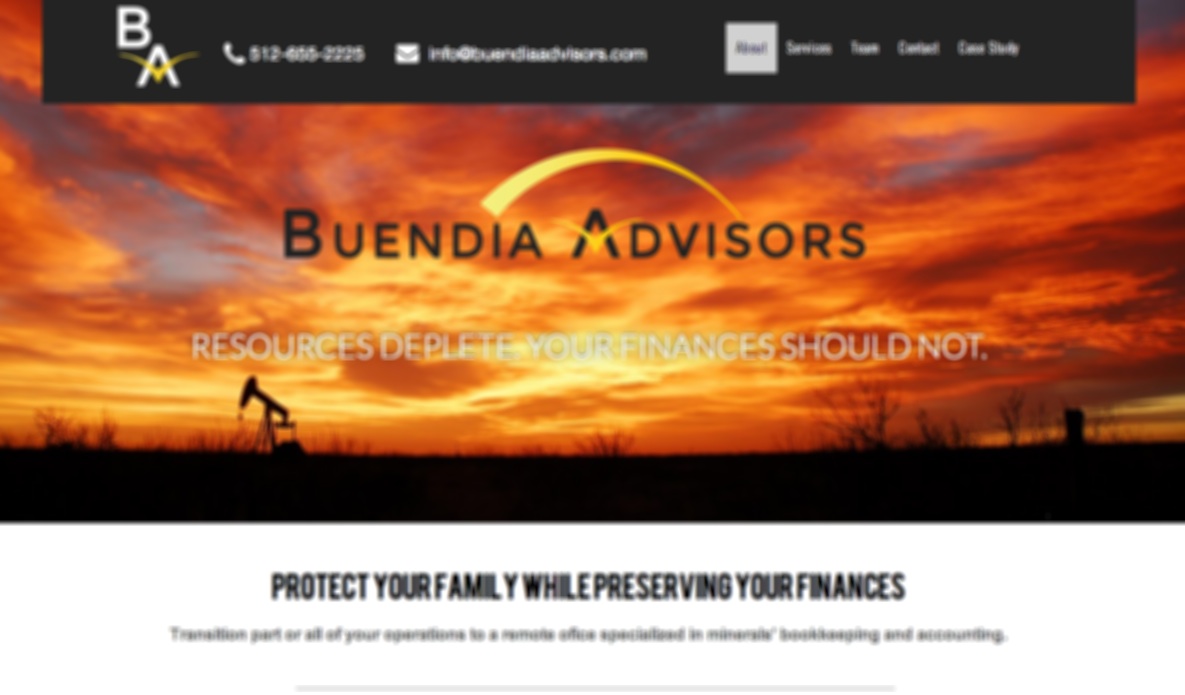 BA
512-655-2225
info@buendiaadvisors.com
About Services Team Contact Case Study
BUENDIA ADVISORS
RESOURCES DEPLETE. YOUR FINANCES SHOULD NOT.
PROTECT YOUR FAMILY WHILE PRESERVING YOUR FINANCES
Transition part or all of your operations to a remote office specialized in minerals' bookkeeping and accounting.